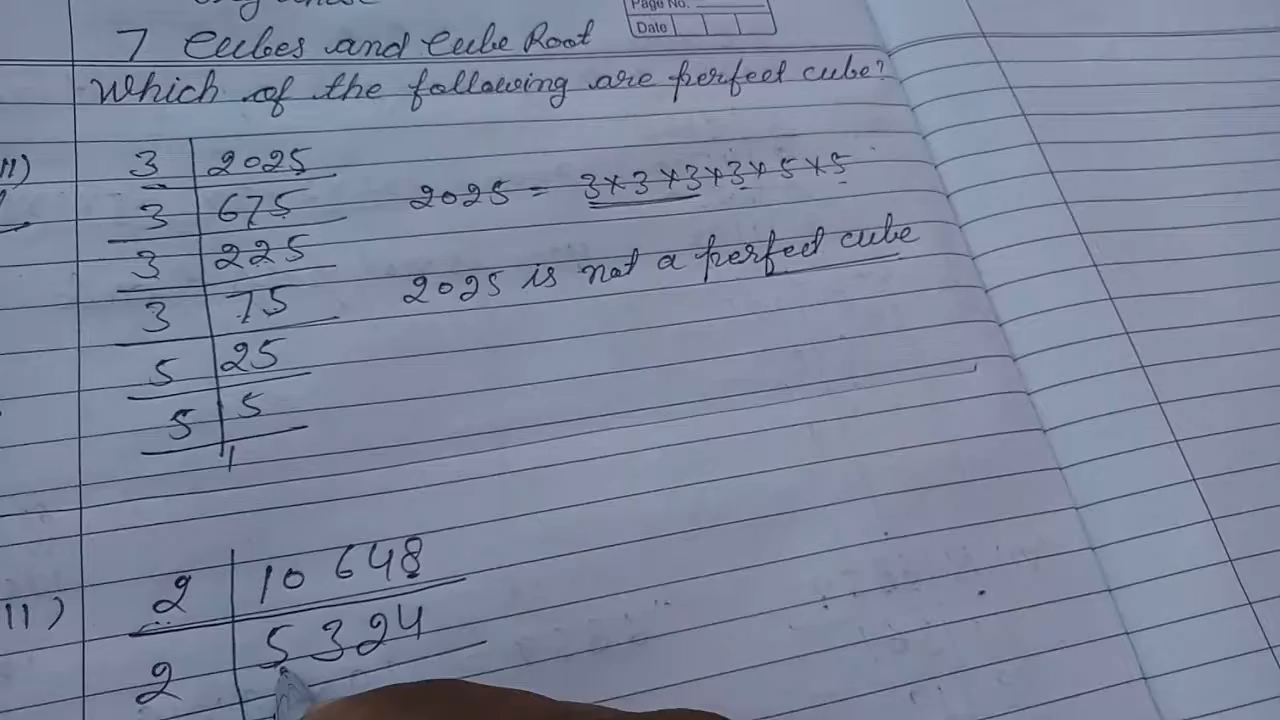 Page No.
Date
7 Cubes and Cube Root
Which of the following are perfect cube?
11)
3 2025
2025 = 3×3×3×3×5×5
3 675
3 225
2025 is not a perfect cube
3 75
5 25
5 5
1
11)
2 10648
2 5324